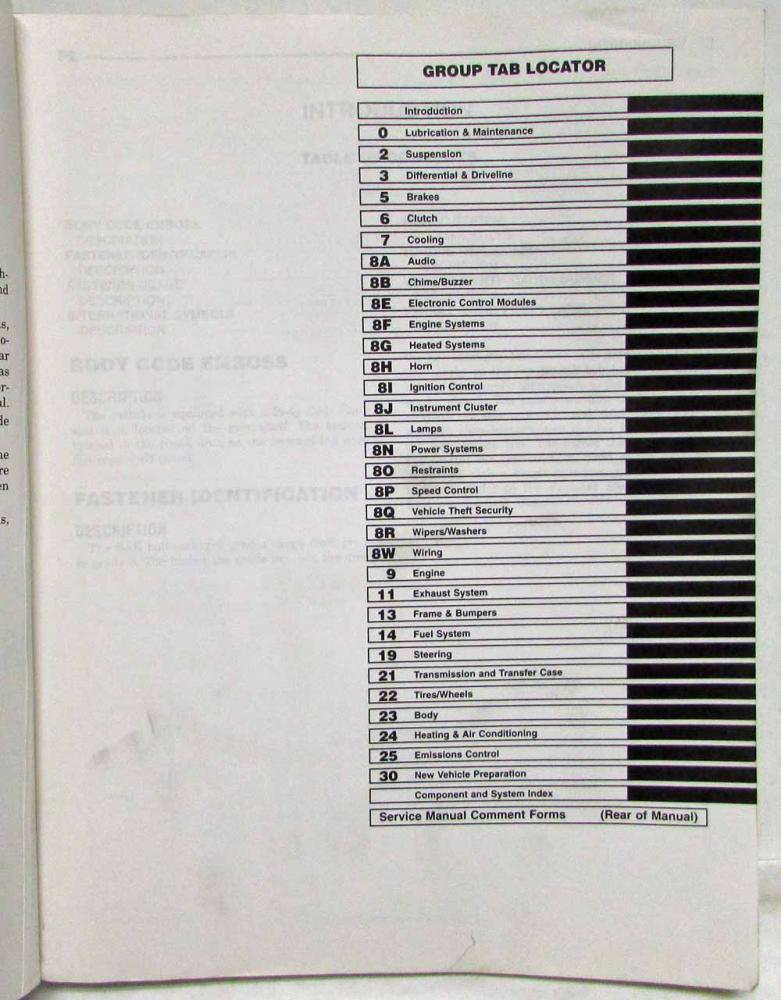 GROUP TAB LOCATOR
Introduction
0 Lubrication & Maintenance
2 Suspension
3 Differential & Driveline
5 Brakes
6 Clutch
7 Cooling
8A Audio
8B Chime/Buzzer
8E Electronic Control Modules
8F Engine Systems
8G Heated Systems
8H Horn
8I Ignition Control
8J Instrument Cluster
8L Lamps
8N Power Systems
8O Restraints
8P Speed Control
8Q Vehicle Theft Security
8R Wipers/Washers
8W Wiring
9 Engine
11 Exhaust System
13 Frame & Bumpers
14 Fuel System
19 Steering
21 Transmission and Transfer Case
22 Tires/Wheels
23 Body
24 Heating & Air Conditioning
25 Emissions Control
30 New Vehicle Preparation
Component and System Index
Service Manual Comment Forms (Rear of Manual)